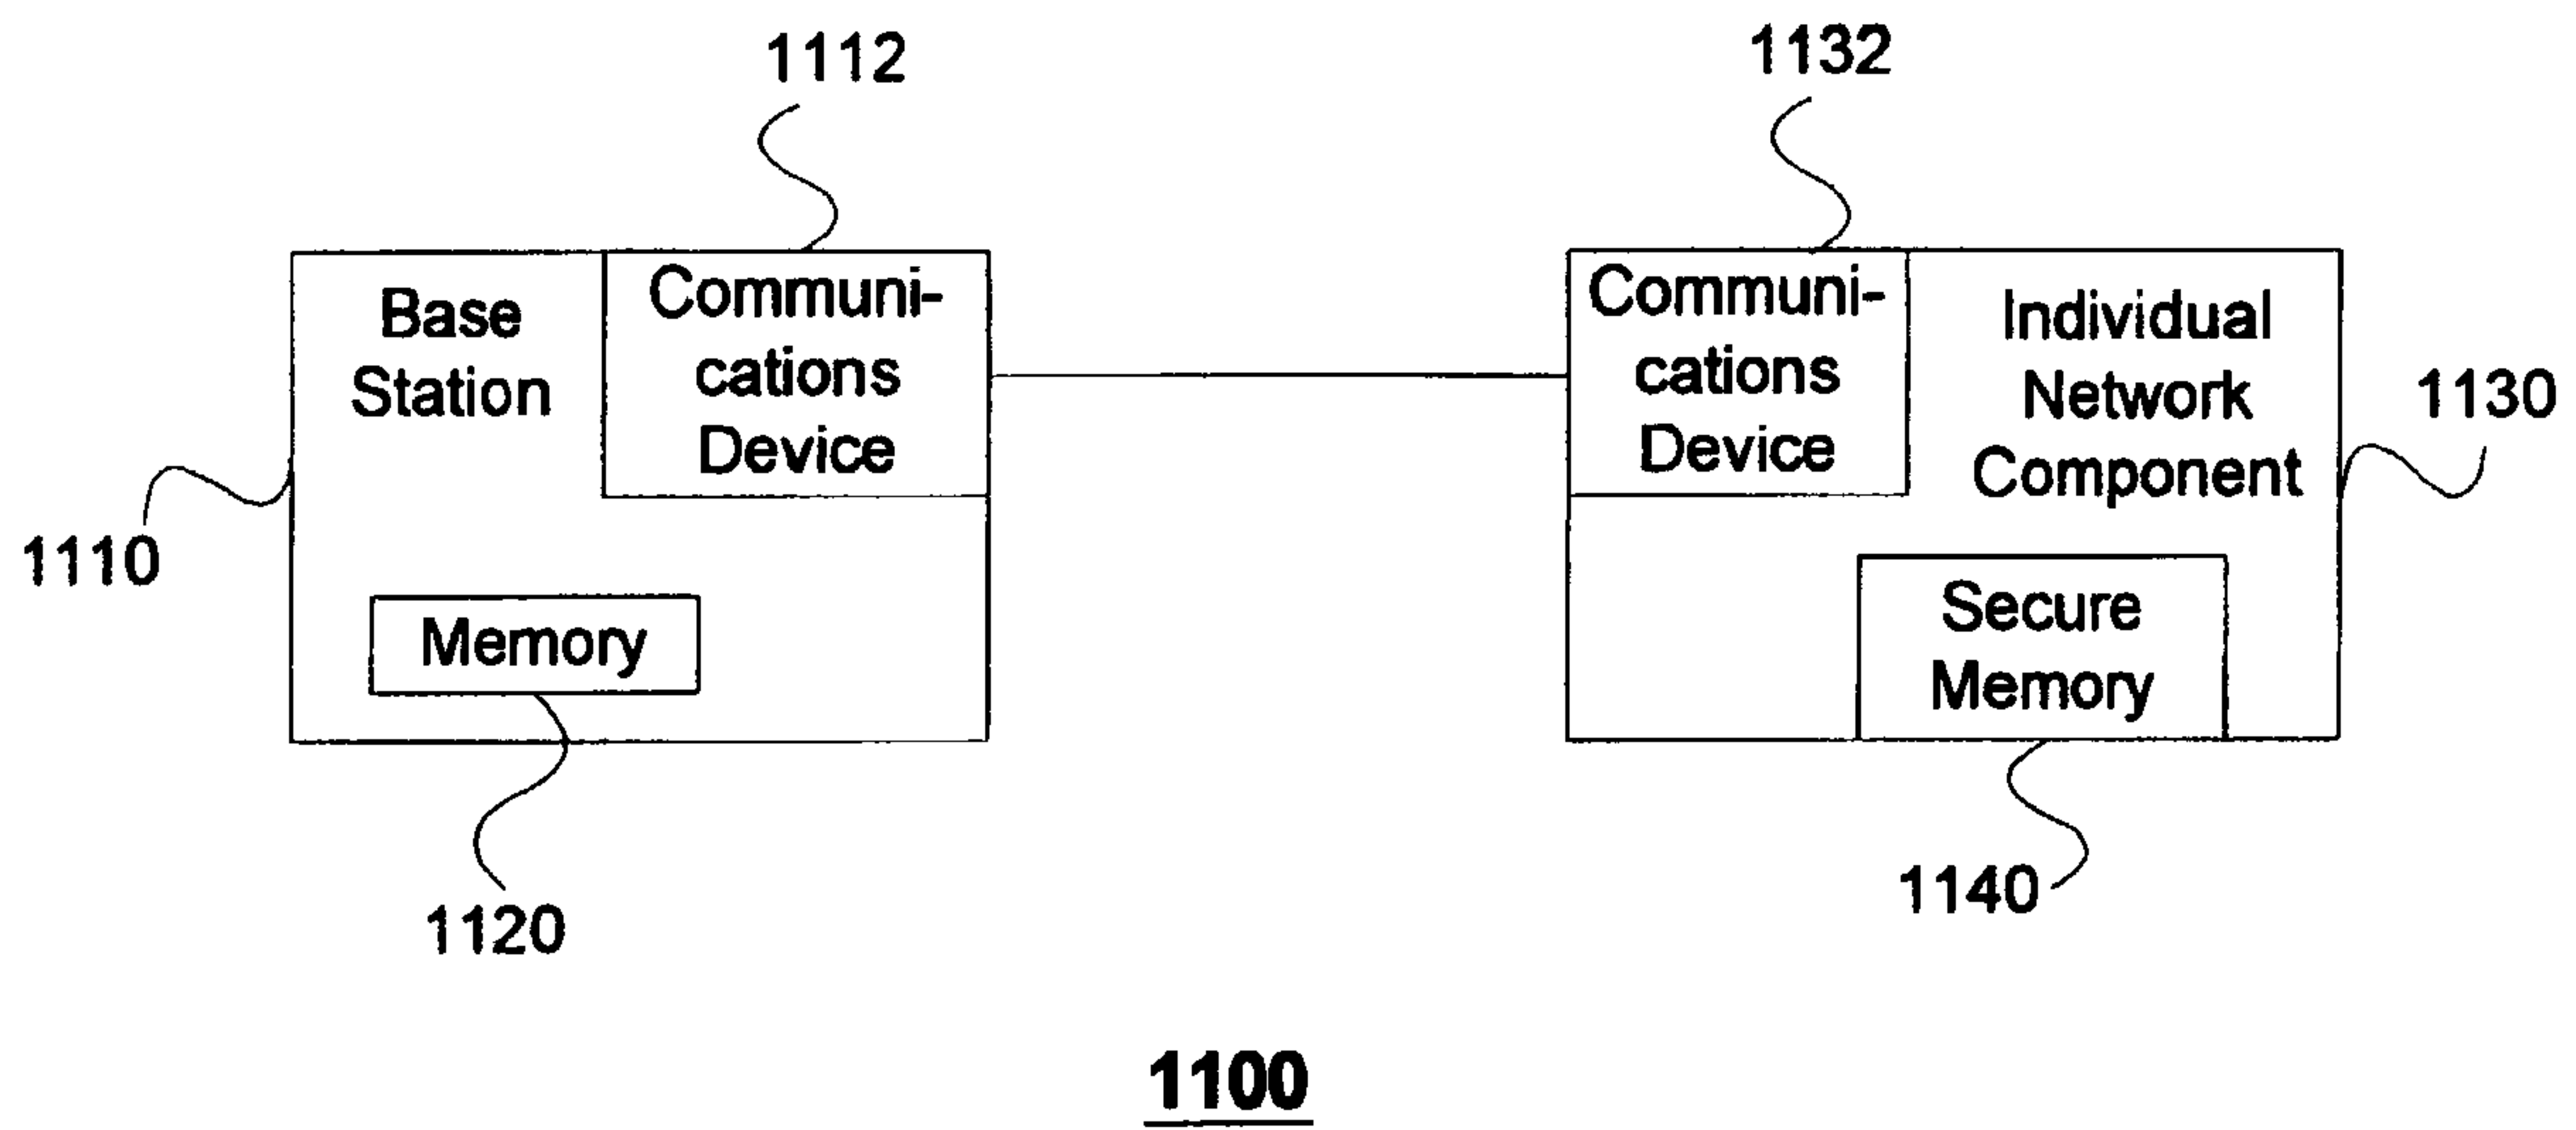 1112
1132
Base
Station
Communi-
cations
Device
Communi-
cations
Device
Individual
Network
Component
1130
1110
Memory
Secure
Memory
1120
1140
1100